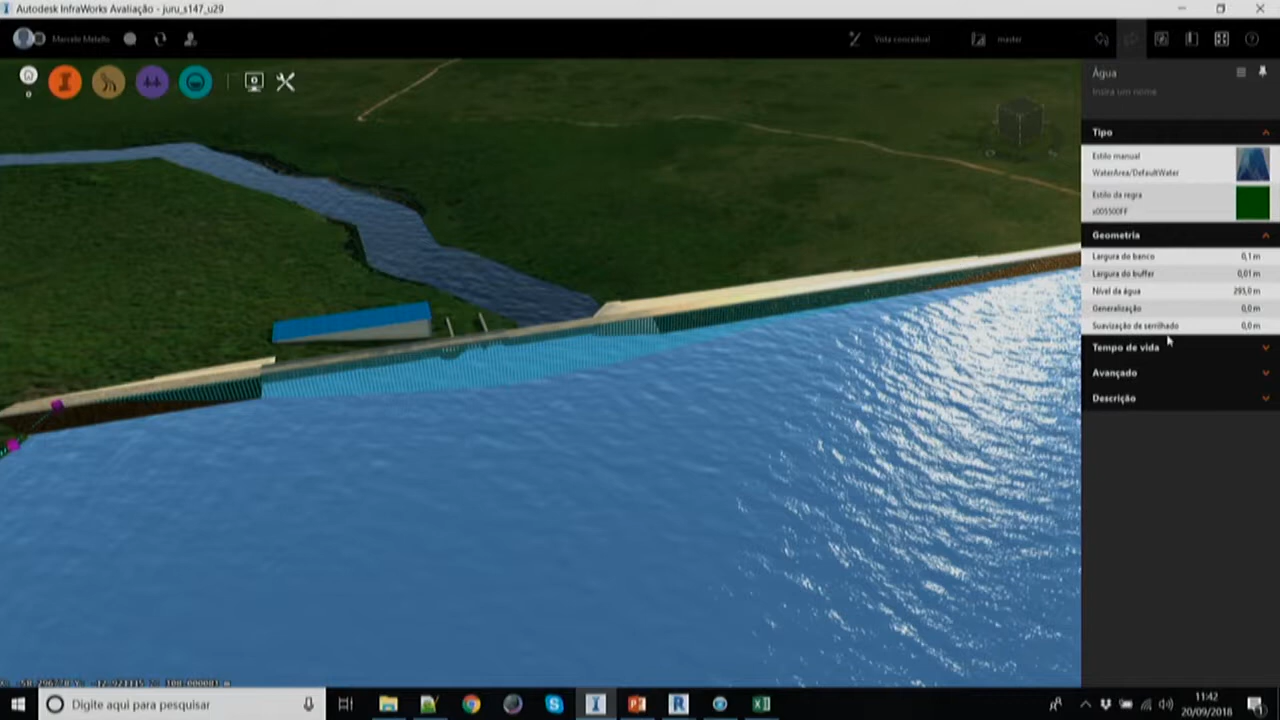 Autodesk InfraWorks Avaliação - juru_s147_u29
Marcelo
Vista conceitual
master
0
Água
Insira um nome
Tipo
Estilo manual
WaterArea/DefaultWater
Estilo da regra
x005500FF
Geometria
Largura do banco 0,1 m
Largura do buffer 0,01 m
Nível da água 295,0 m
Generalização 0,0 m
Suavização de serrilhado 0,0 m
Tempo de vida
Avançado
Descrição
Digite aqui para pesquisar
11:42
20/09/2018